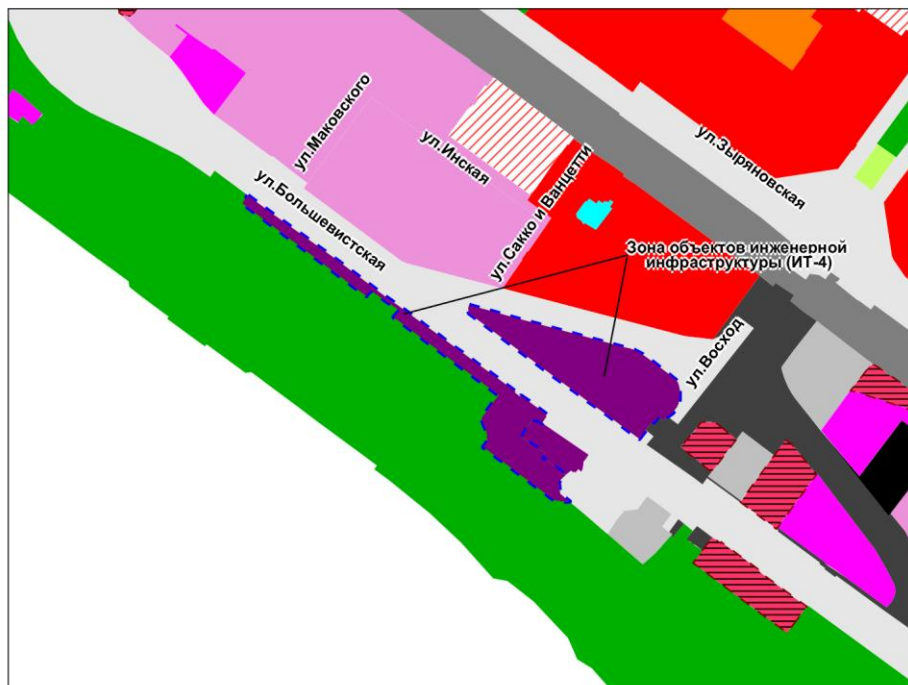 ул.Маковского
ул.Инская
ул.Зыряновская
ул.Большевистская
ул.Сакко и Ванцетти
Зона объектов инженерной
инфраструктуры (ИТ-4)
ул.Восход